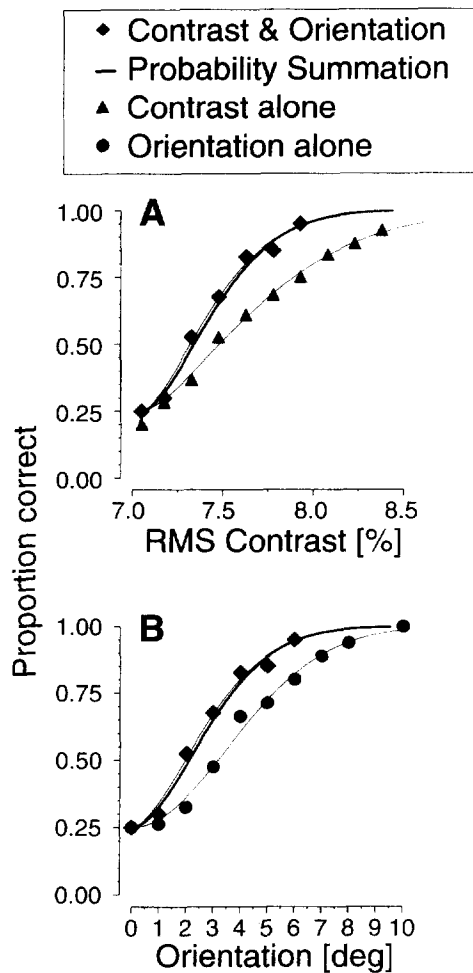 Contrast & Orientation
Probability Summation
Contrast alone
Orientation alone
A
1.00
0.75
0.50
0.25
0.00
7.0 7.5 8.0 8.5
RMS Contrast [%]
Proportion correct
B
1.00
0.75
0.50
0.25
0.00
0 1 2 3 4 5 6 7 8 9 10
Orientation [deg]